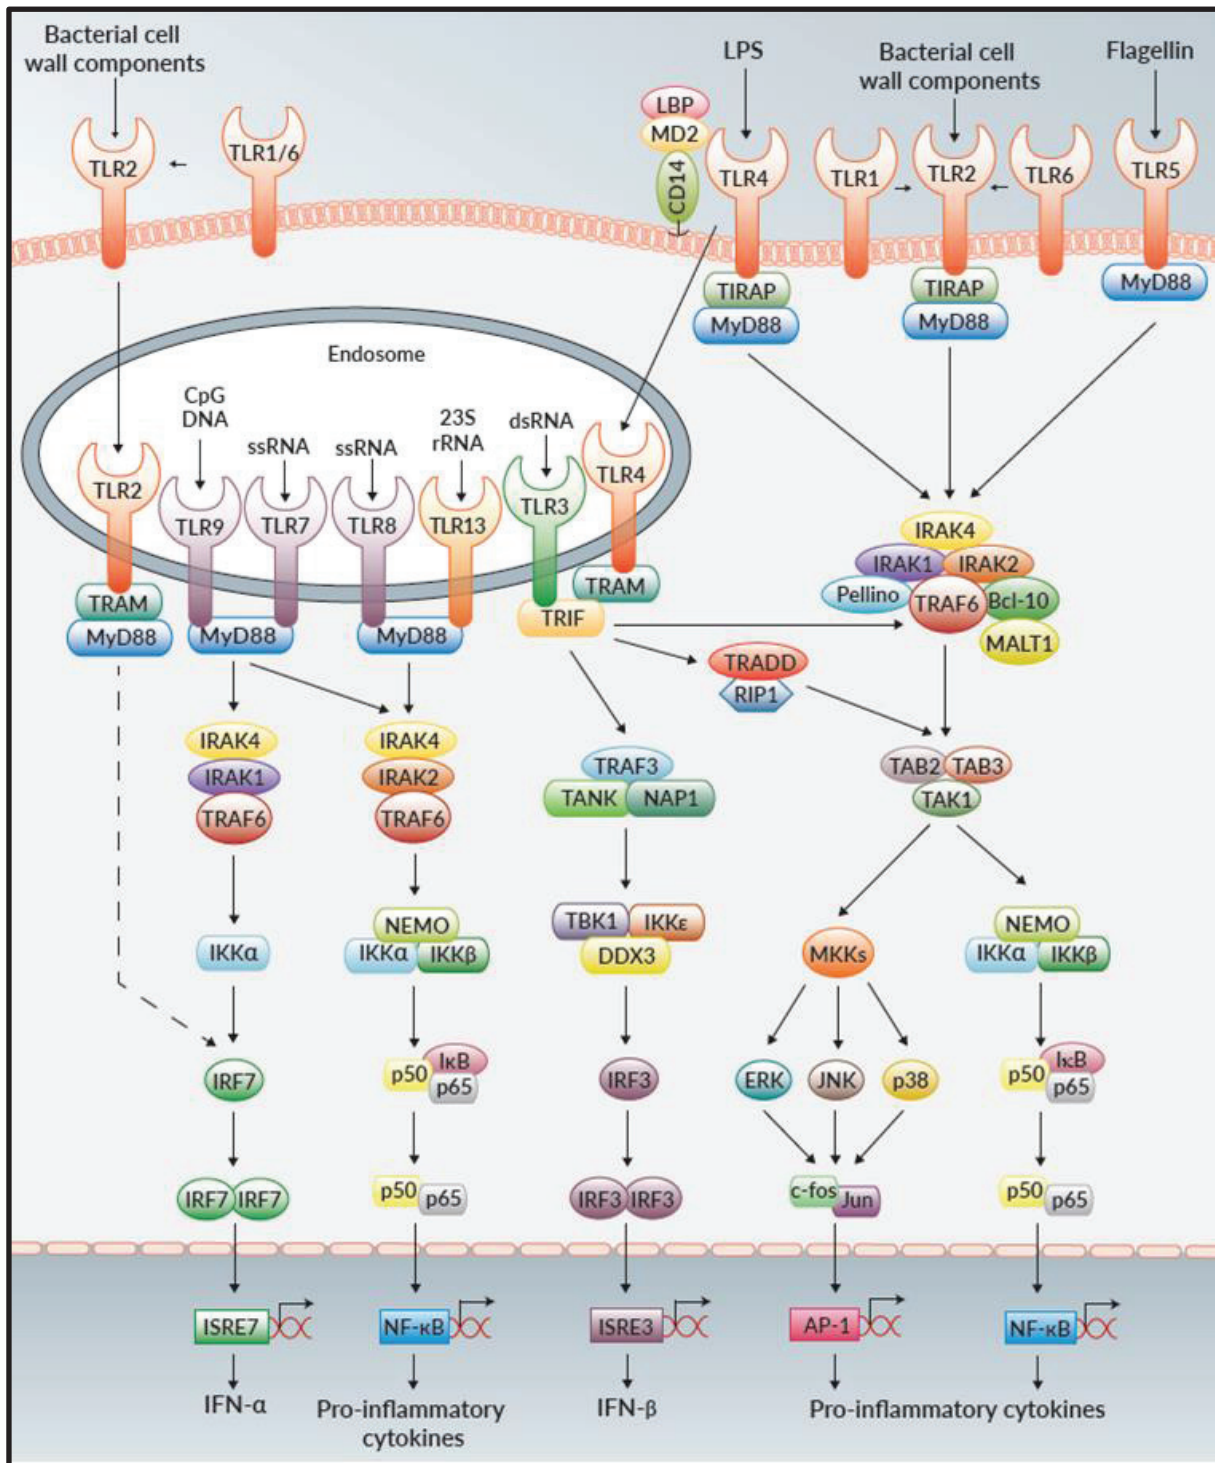 Bacterial cell
wall components
LPS
Bacterial cell
wall components
Flagellin
LBP
MD2
CD14
TLR2
TLR1/6
TLR4
TLR1
TLR2
TLR6
TLR5
TIRAP
MyD88
TIRAP
MyD88
MyD88
Endosome
CpG
DNA
ssRNA
ssRNA
23S
rRNA
dsRNA
TLR2
TLR9
TLR7
TLR8
TLR13
TLR3
TLR4
TRAM
MyD88
MyD88
MyD88
TRIF
TRAM
IRAK4
IRAK1
IRAK2
Pellino
TRAF6
Bcl-10
MALT1
TRADD
RIP1
IRAK4
IRAK1
TRAF6
IRAK4
IRAK2
TRAF6
TRAF3
TANK
NAP1
TAB2
TAB3
TAK1
IKKα
NEMO
IKKα
IKKβ
TBK1
IKKε
DDX3
MKKs
NEMO
IKKα
IKKβ
IRF7
p50
IκB
p65
IRF3
ERK
JNK
p38
p50
IκB
p65
IRF7
IRF7
p50
p65
IRF3
IRF3
c-fos
Jun
p50
p65
ISRE7
NF-κB
ISRE3
AP-1
NF-κB
IFN-α
Pro-inflammatory
cytokines
IFN-β
Pro-inflammatory cytokines